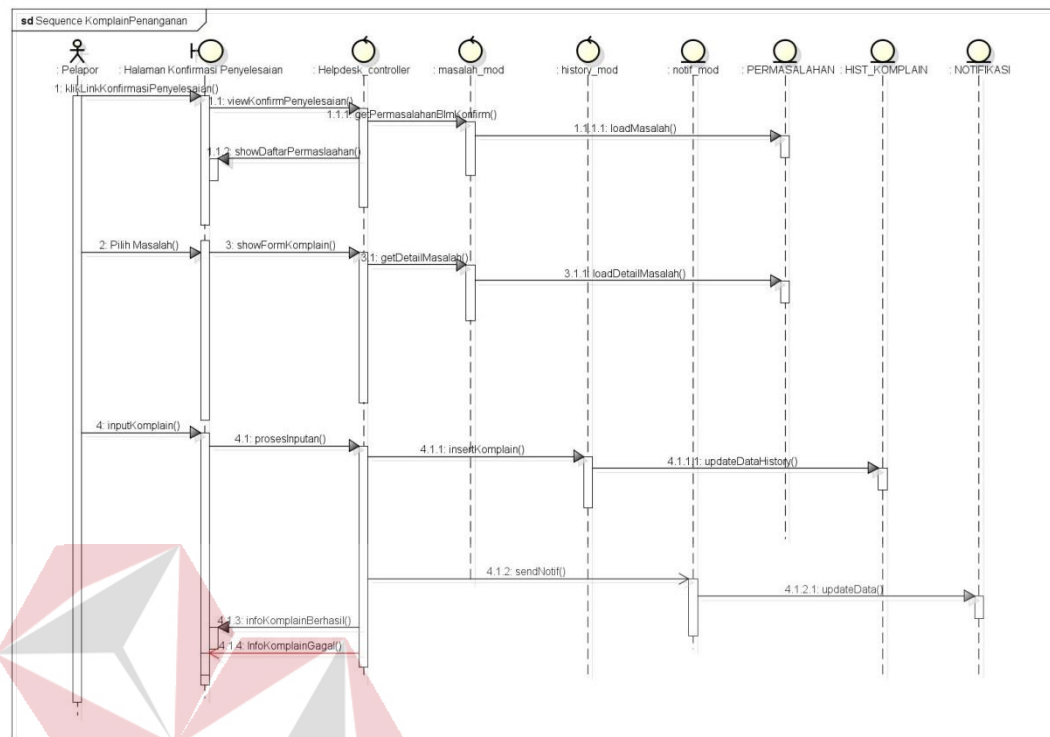 sd Sequence KomplainPenanganan
: Pelapor
: Halaman Konfirmasi Penyelesaian
: Helpdesk_controller
: masalah_mod
: history_mod
: notif_mod
: PERMASALAHAN
: HIST_KOMPLAIN
: NOTIFIKASI
1: klikLinkKonfirmasiPenyelesaian()
1.1: viewKonfirmPenyelesaian()
1.1.1: getPermasalahanBlmKonfirm()
1.1.1.1: loadMasalah()
1.1.2: showDaftarPermaslaahan()
2: Pilih Masalah()
3: showFormKomplain()
3.1: getDetailMasalah()
3.1.1: loadDetailMasalah()
4: inputKomplain()
4.1: prosesInputan()
4.1.1: insertKomplain()
4.1.1.1: updateDataHistory()
4.1.2: sendNotif()
4.1.2.1: updateData()
4.1.3: infoKomplainBerhasil()
4.1.4: InfoKomplainGagal()